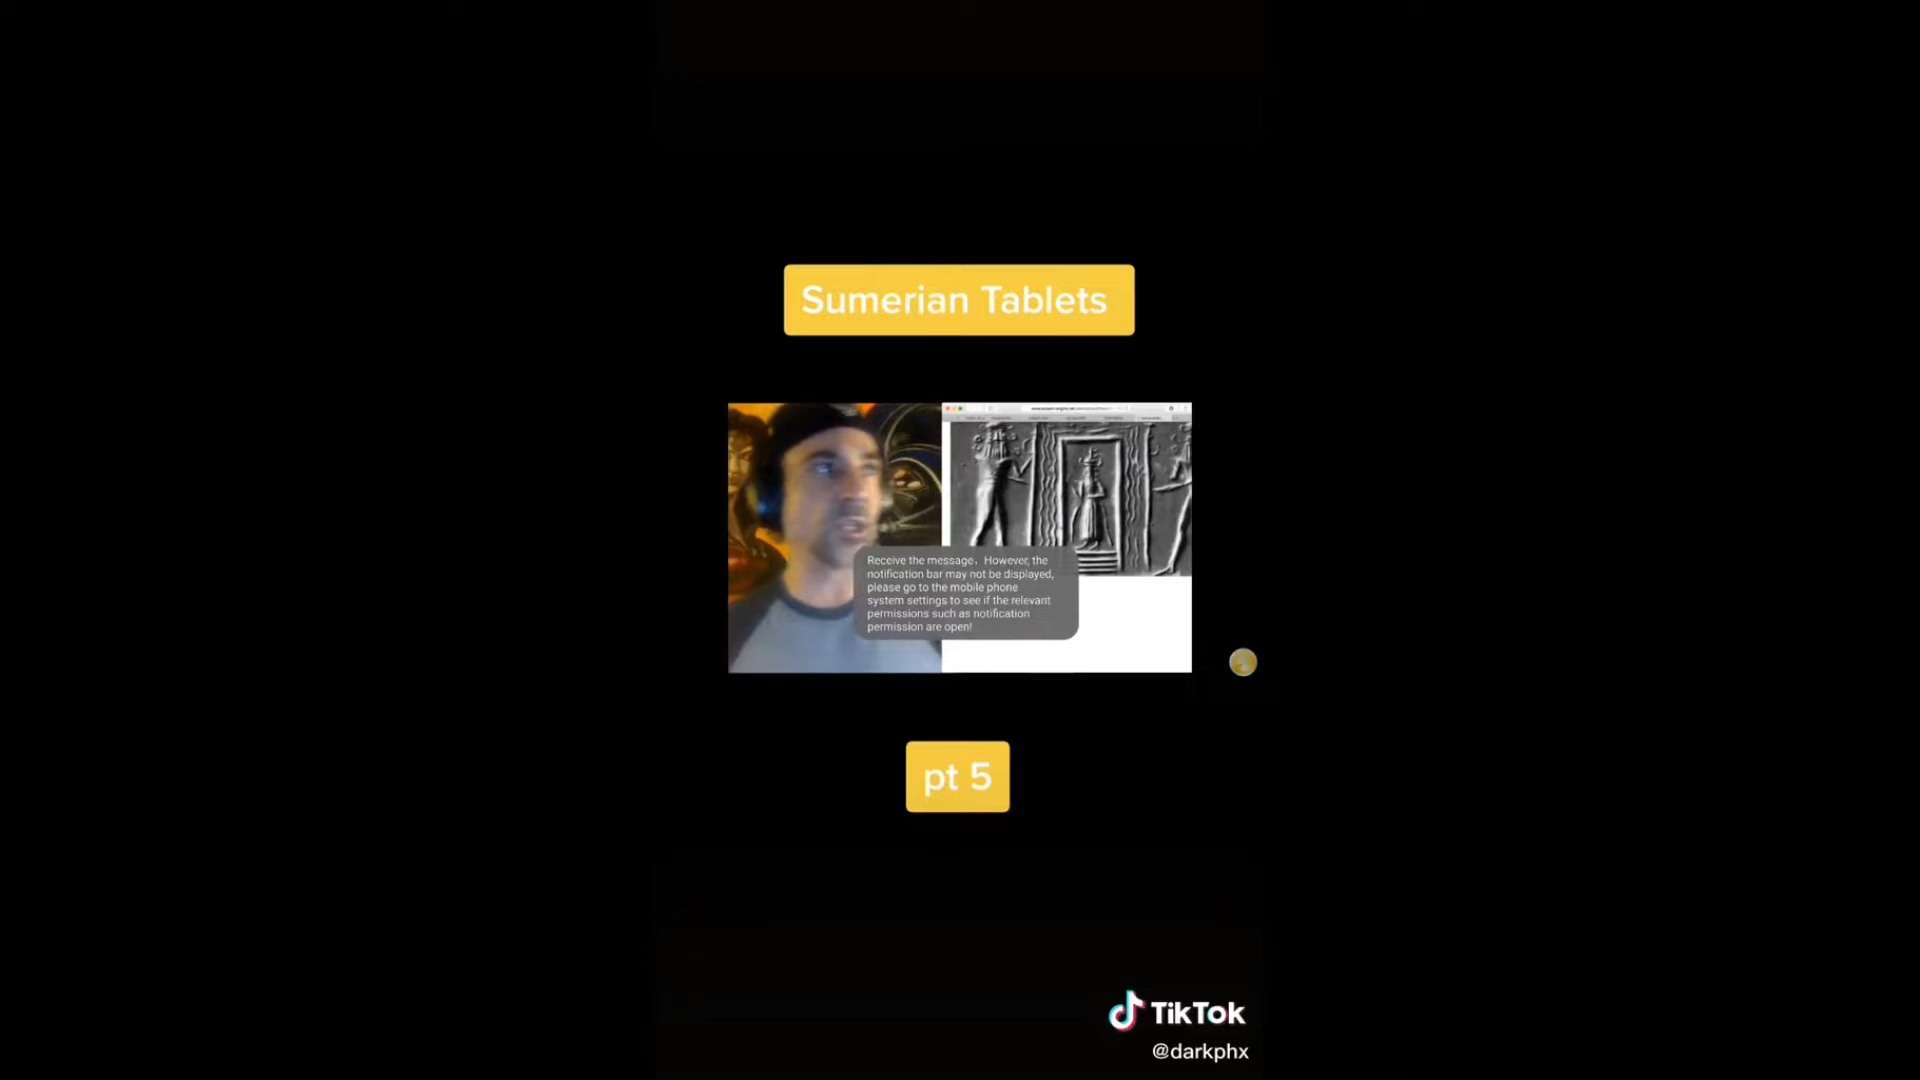 Sumerian Tablets
Receive the message，However, the
notification bar may not be displayed,
please go to the mobile phone
system settings to see if the relevant
permissions such as notification
permission are open!
pt 5
TikTok
@darkphx